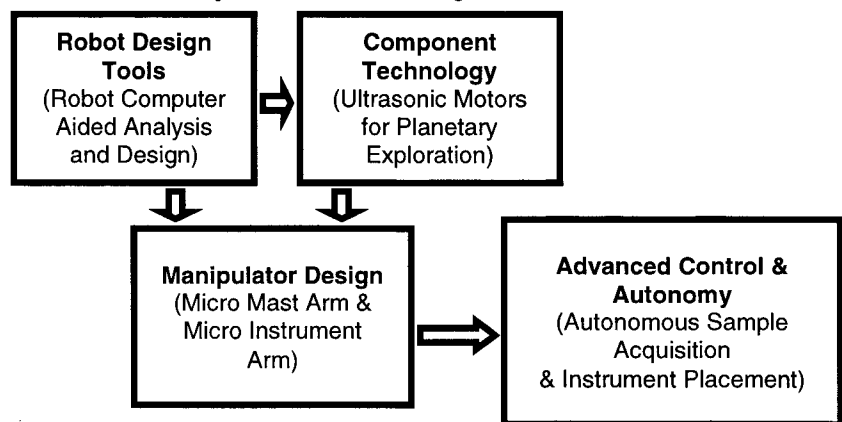 Robot Design
Tools
(Robot Computer
Aided Analysis
and Design)
Component
Technology
(Ultrasonic Motors
for Planetary
Exploration)
Manipulator Design
(Micro Mast Arm &
Micro Instrument
Arm)
Advanced Control &
Autonomy
(Autonomous Sample
Acquisition
& Instrument Placement)